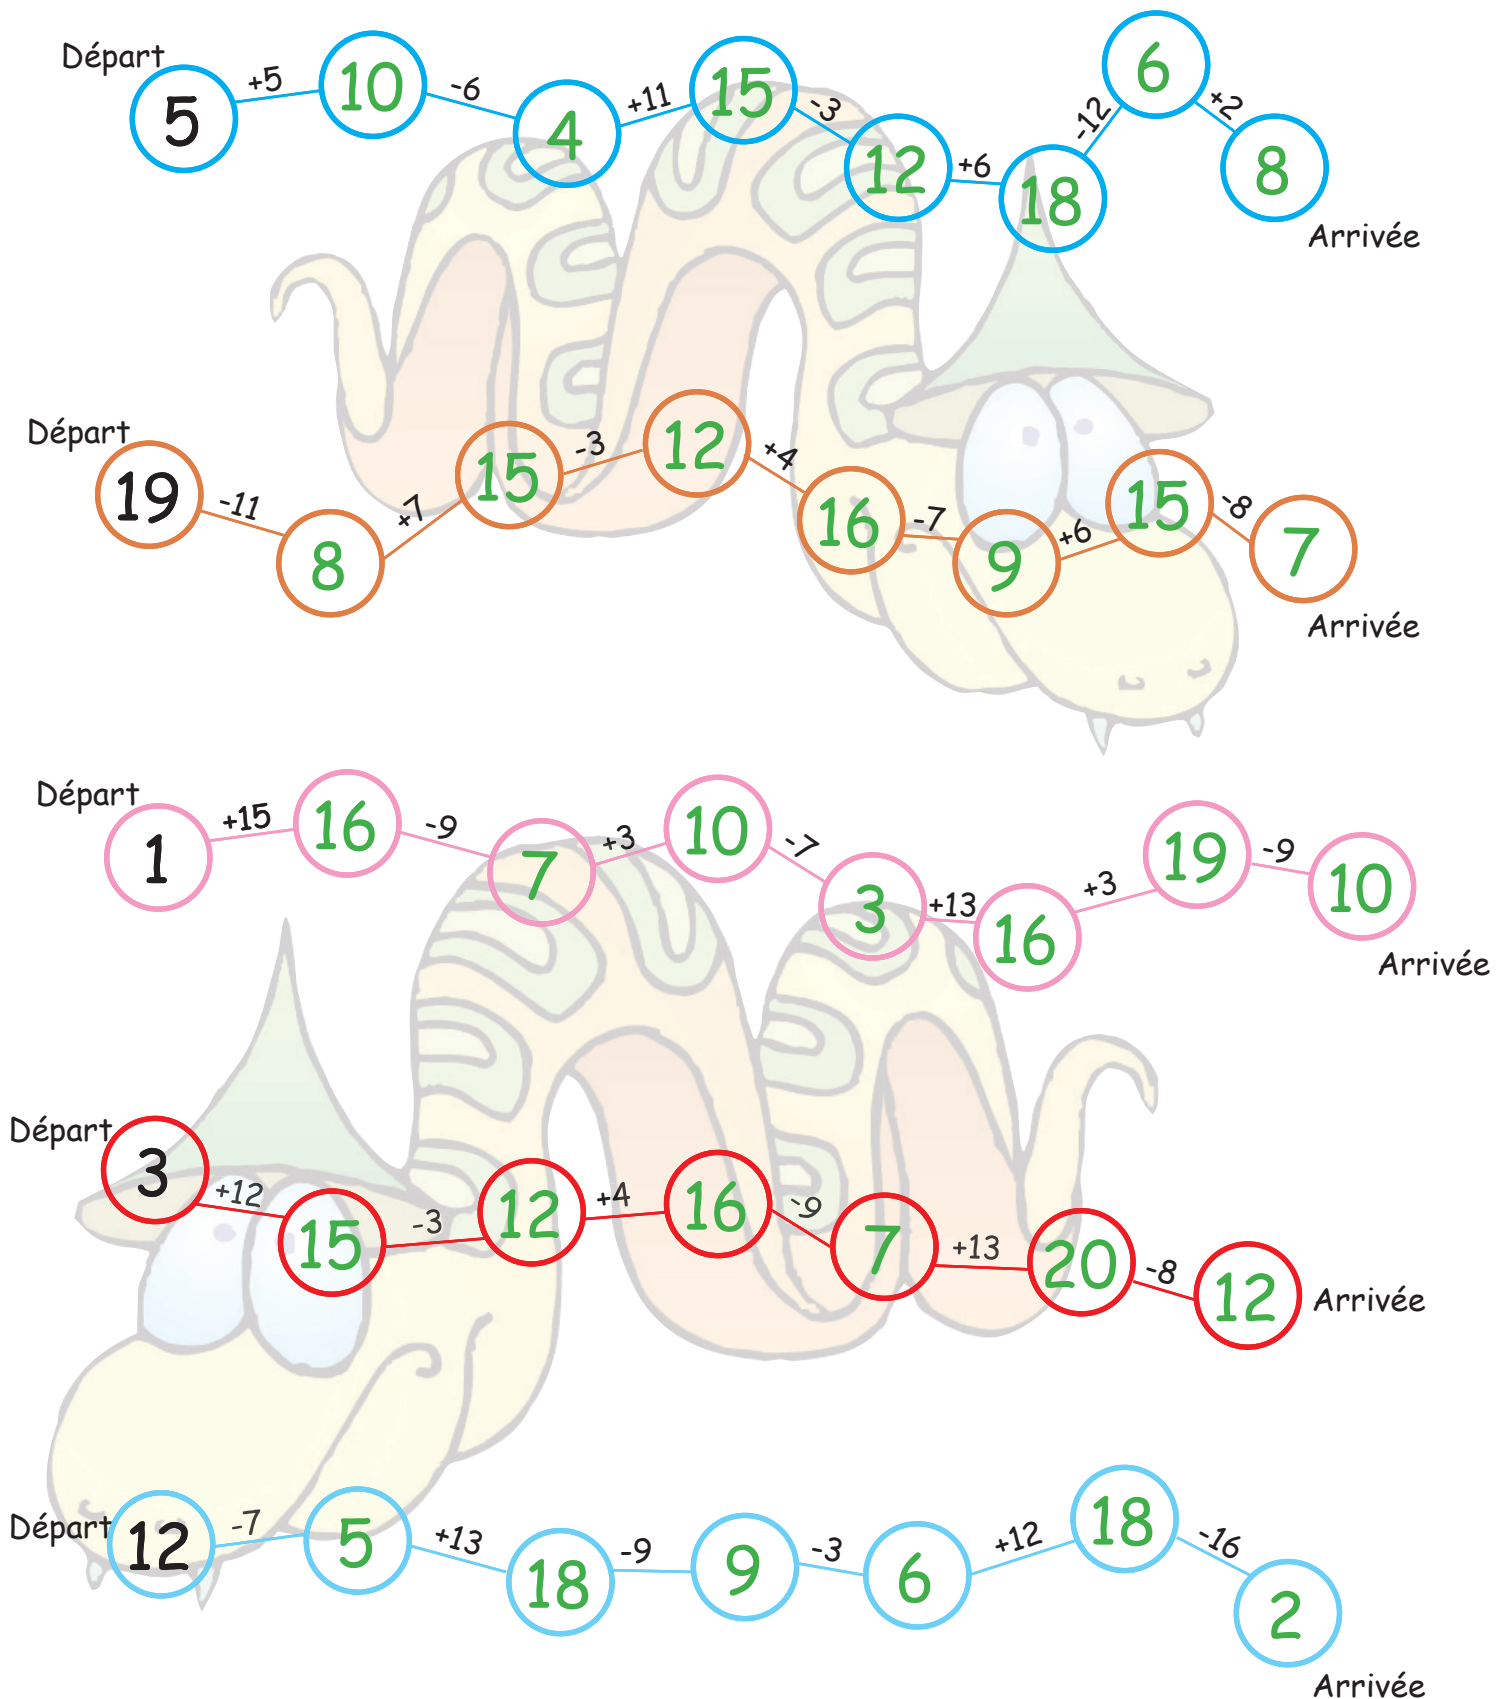 Départ
5 +5 10 -6 4 +11 15 -3 12 +6 18 -12 6 +2 8
Arrivée
Départ
19 -11 8 +7 15 -3 12 +4 16 -7 9 +6 15 -8 7
Arrivée
Départ
1 +15 16 -9 7 +3 10 -7 3 +13 16 +3 19 -9 10
Arrivée
Départ
3 +12 15 -3 12 +4 16 -9 7 +13 20 -8 12 Arrivée
Départ 12 -7 5 +13 18 -9 9 -3 6 +12 18 -16 2
Arrivée